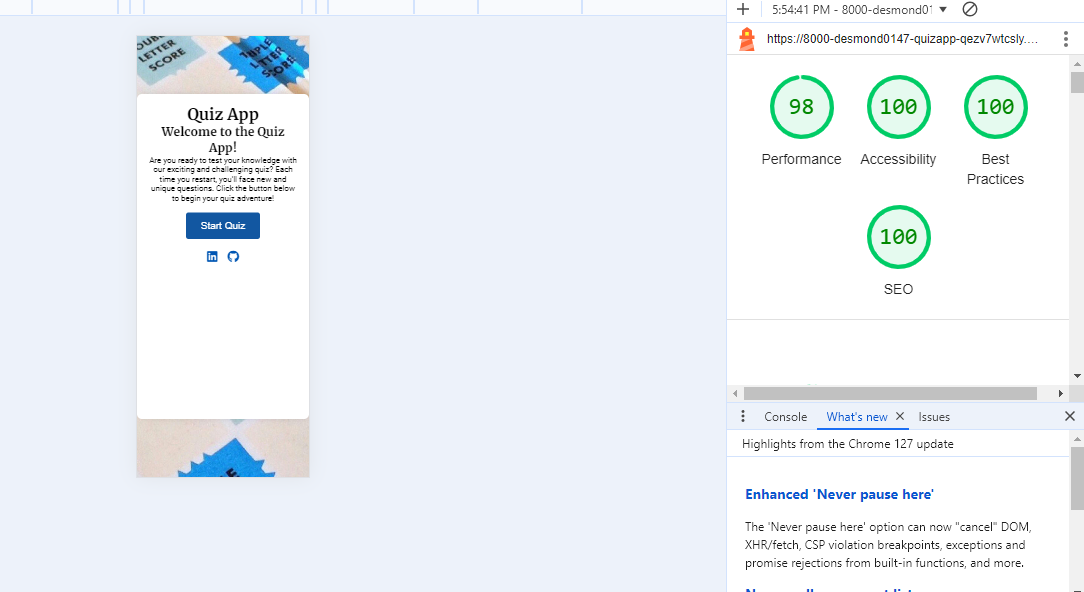 5:54:41 PM - 8000-desmond01
https://8000-desmond0147-quizapp-qezv7wtcsly....
DOUBLE
LETTER
SCORE
TRIPLE
LETTER
SCORE
Quiz App
Welcome to the Quiz
App!
Are you ready to test your knowledge with
our exciting and challenging quiz? Each
time you restart, you'll face new and
unique questions. Click the button below
to begin your quiz adventure!
Start Quiz
98
100
100
Performance
Accessibility
Best
Practices
100
SEO
Console
What's new
Issues
Highlights from the Chrome 127 update
Enhanced 'Never pause here'
The 'Never pause here' option can now "cancel" DOM,
XHR/fetch, CSP violation breakpoints, exceptions and
promise rejections from built-in functions, and more.